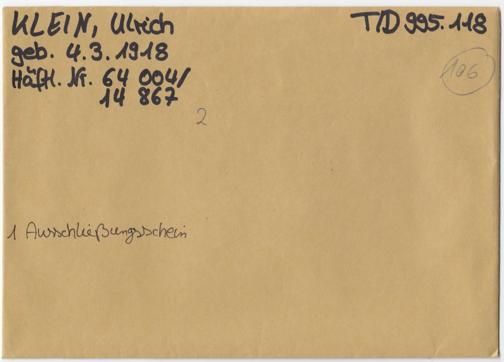 KLEIN, Ulrich
T/D 995.118
geb. 4.3.1918
106
Häftl. Nr. 64 004/
14 867
2
1 Ausschließungsschein